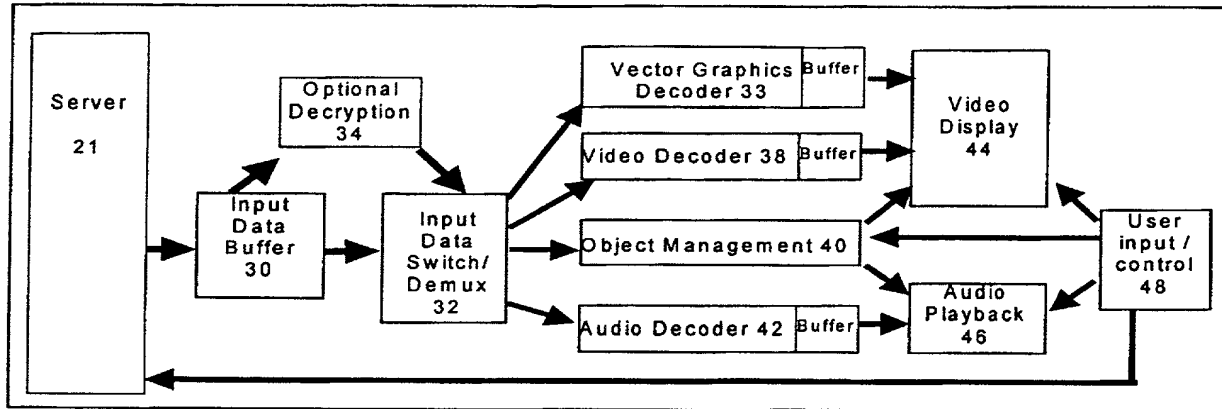 Server
21
Optional
Decryption
34
Input
Data
Buffer
30
Input
Data
Switch/
Demux
32
Vector Graphics
Decoder 33
Buffer
Video Decoder 38
Buffer
Object Management 40
Audio Decoder 42
Buffer
Video
Display
44
Audio
Playback
46
User
input /
control
48